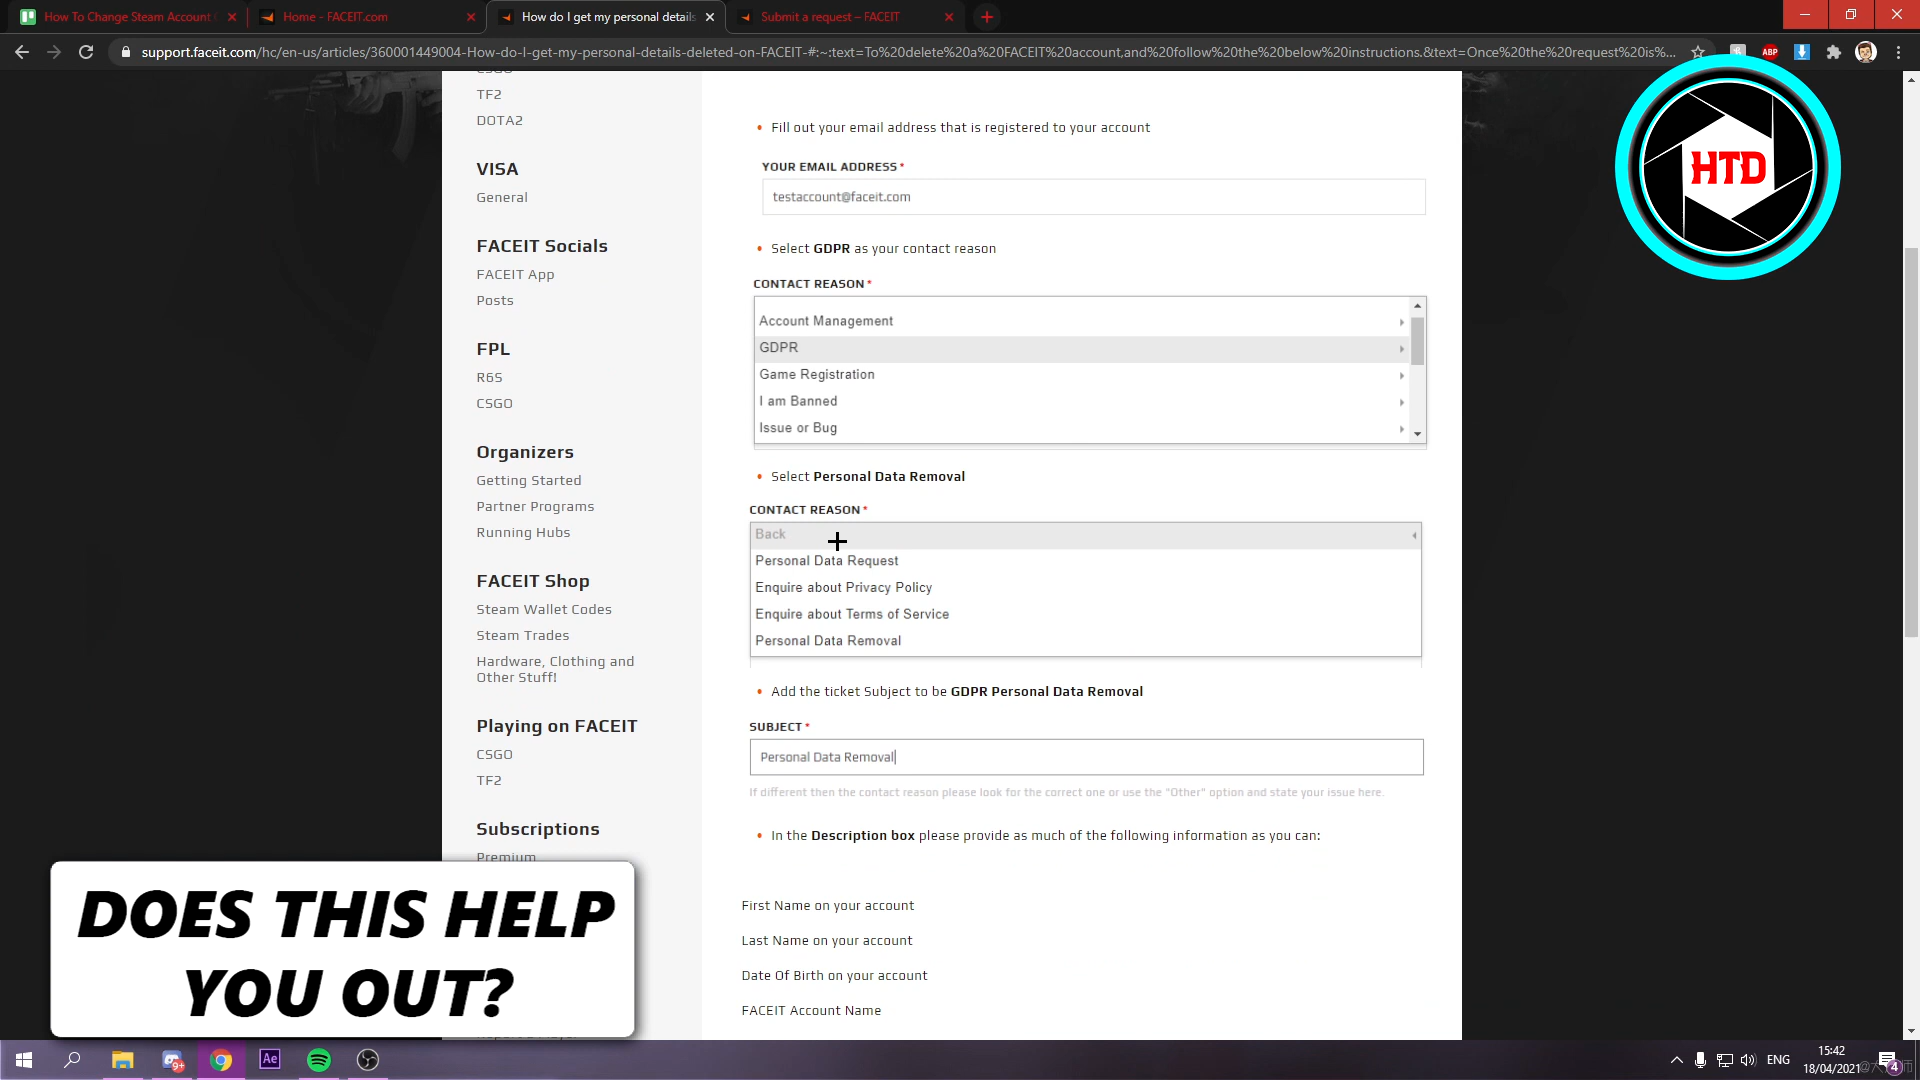 How To Change Steam Account
Home - FACEIT.com
How do I get my personal details
Submit a request – FACEIT
support.faceit.com/hc/en-us/articles/360001449004-How-do-I-get-my-personal-details-deleted-on-FACEIT-#:~:text=To%20delete%20a%20FACEIT%20account,and%20follow%20the%20below%20instructions.&text=Once%20the%20request%20is%...
ABP
HTD
CSGO
TF2
DOTA2
VISA
General
FACEIT Socials
FACEIT App
Posts
FPL
R6S
CSGO
Organizers
Getting Started
Partner Programs
Running Hubs
FACEIT Shop
Steam Wallet Codes
Steam Trades
Hardware, Clothing and
Other Stuff!
Playing on FACEIT
CSGO
TF2
Subscriptions
Premium
• Fill out your email address that is registered to your account
YOUR EMAIL ADDRESS*
testaccount@faceit.com
• Select GDPR as your contact reason
CONTACT REASON*
Account Management
GDPR
Game Registration
I am Banned
Issue or Bug
• Select Personal Data Removal
CONTACT REASON*
Back
Personal Data Request
Enquire about Privacy Policy
Enquire about Terms of Service
Personal Data Removal
• Add the ticket Subject to be GDPR Personal Data Removal
SUBJECT*
Personal Data Removal
If different then the contact reason please look for the correct one or use the "Other" option and state your issue here.
• In the Description box please provide as much of the following information as you can:
First Name on your account
Last Name on your account
Date Of Birth on your account
FACEIT Account Name
DOES THIS HELP
YOU OUT?
9+
Ae
ENG
15:42
18/04/2021
4